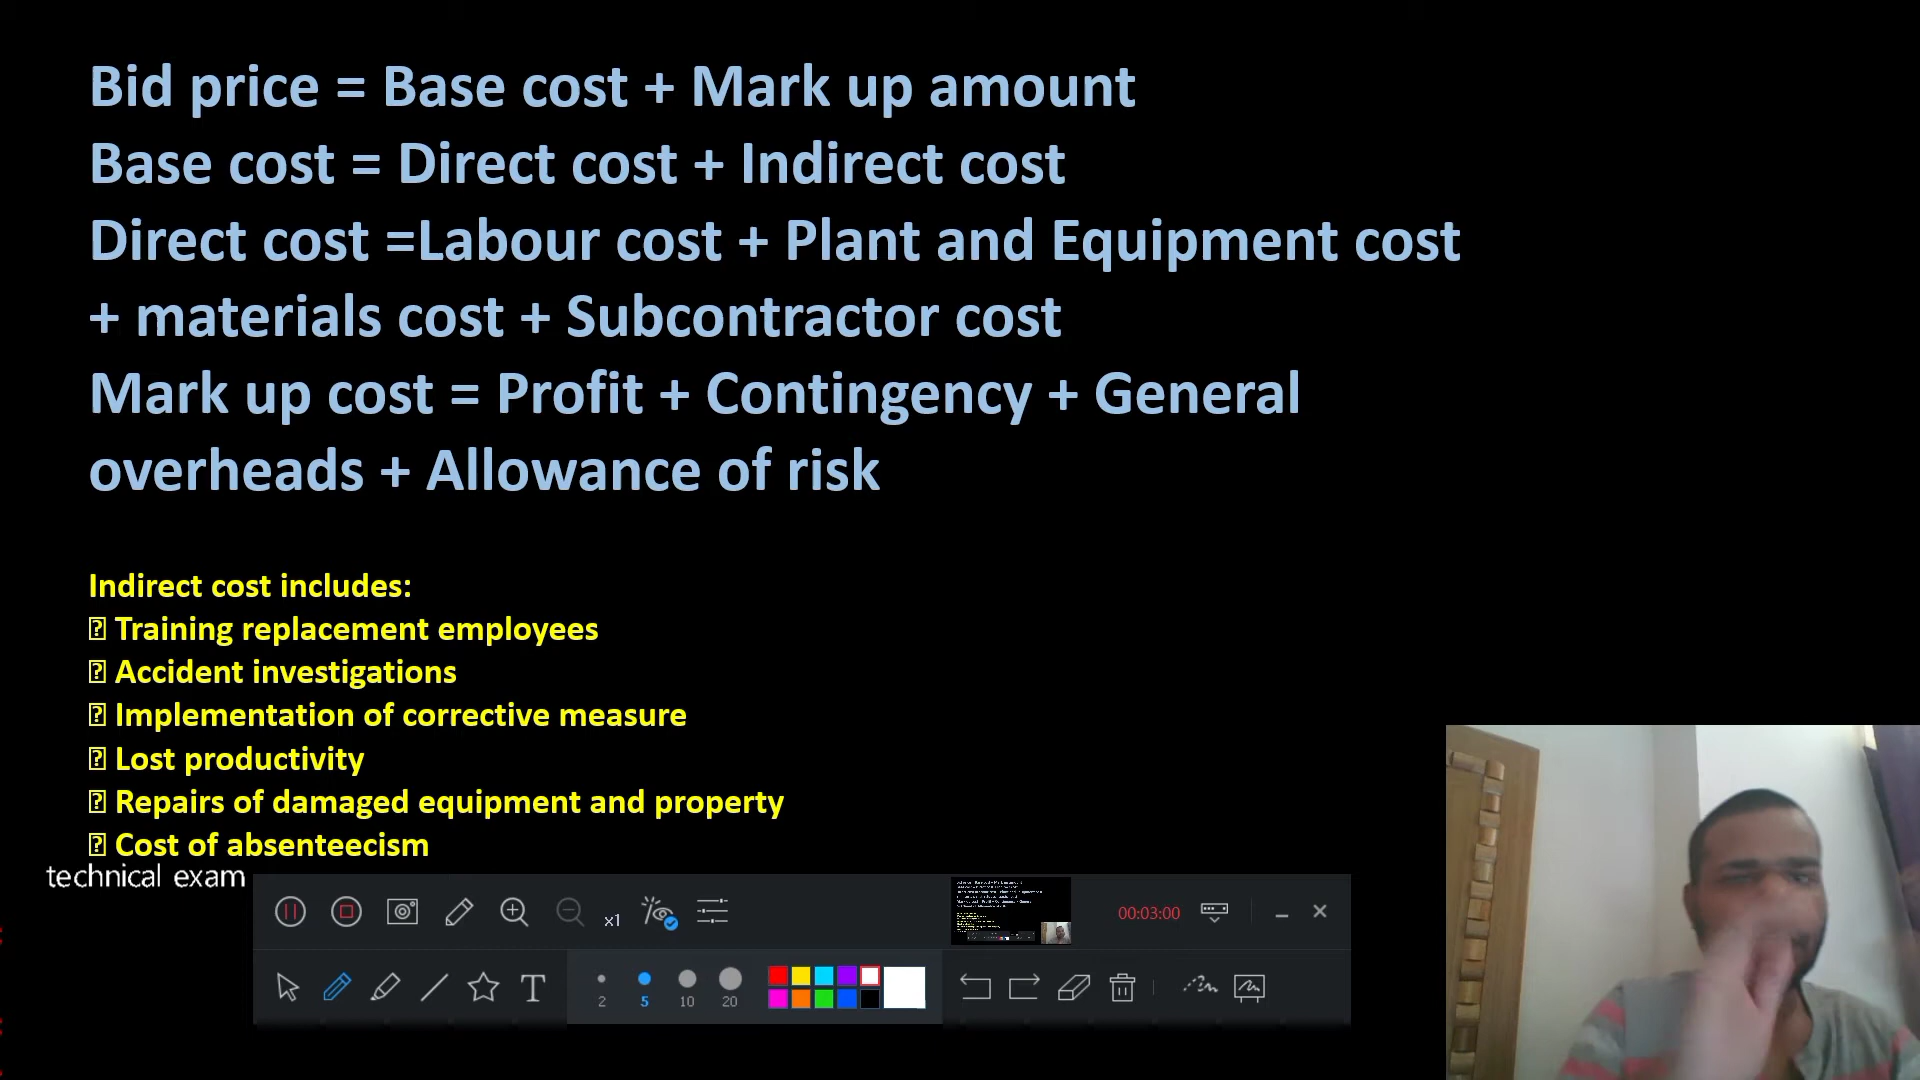 Bid price = Base cost + Mark up amount
Base cost = Direct cost + Indirect cost
Direct cost =Labour cost + Plant and Equipment cost
+ materials cost + Subcontractor cost
Mark up cost = Profit + Contingency + General
overheads + Allowance of risk
Indirect cost includes:
Training replacement employees
Accident investigations
Implementation of corrective measure
Lost productivity
Repairs of damaged equipment and property
Cost of absenteecism
technical exam
x1
00:03:00
T
2 5 10 20